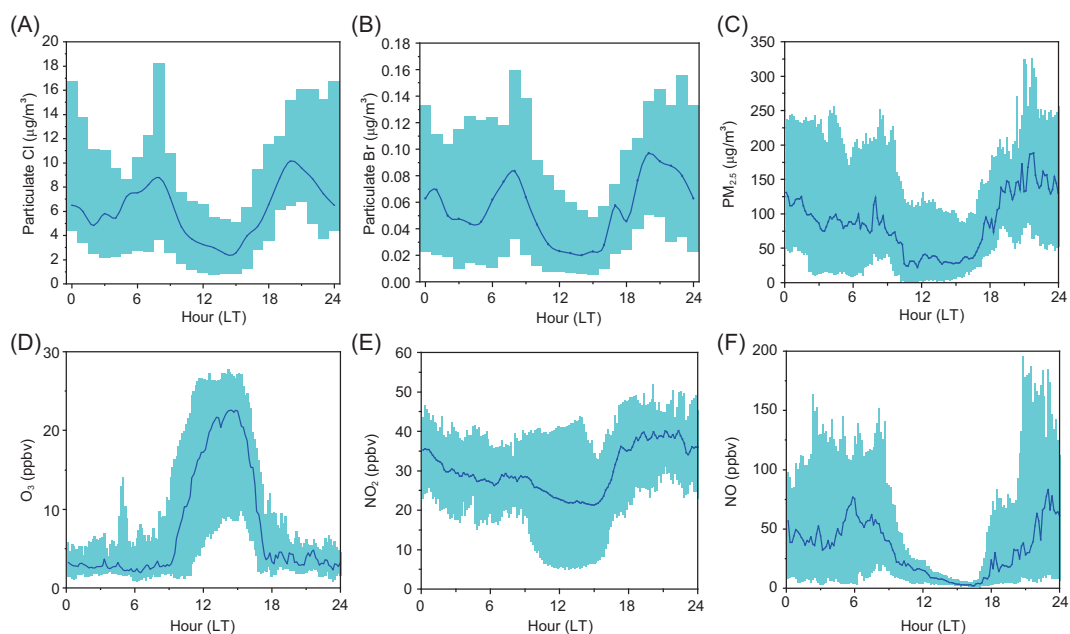 (A)
20
18
16
14
12
10
8
6
4
2
0
Particulate Cl (μg/m³)
0 6 12 18 24
Hour (LT)
(B)
0.18
0.16
0.14
0.12
0.10
0.08
0.06
0.04
0.02
0.00
Particulate Br (μg/m³)
0 6 12 18 24
Hour (LT)
(C)
350
300
250
200
150
100
50
0
PM2.5 (μg/m³)
0 6 12 18 24
Hour (LT)
(D)
30
20
10
0
O3 (ppbv)
0 6 12 18 24
Hour (LT)
(E)
60
50
40
30
20
10
0
NO2 (ppbv)
0 6 12 18 24
Hour (LT)
(F)
200
150
100
50
0
NO (ppbv)
0 6 12 18 24
Hour (LT)